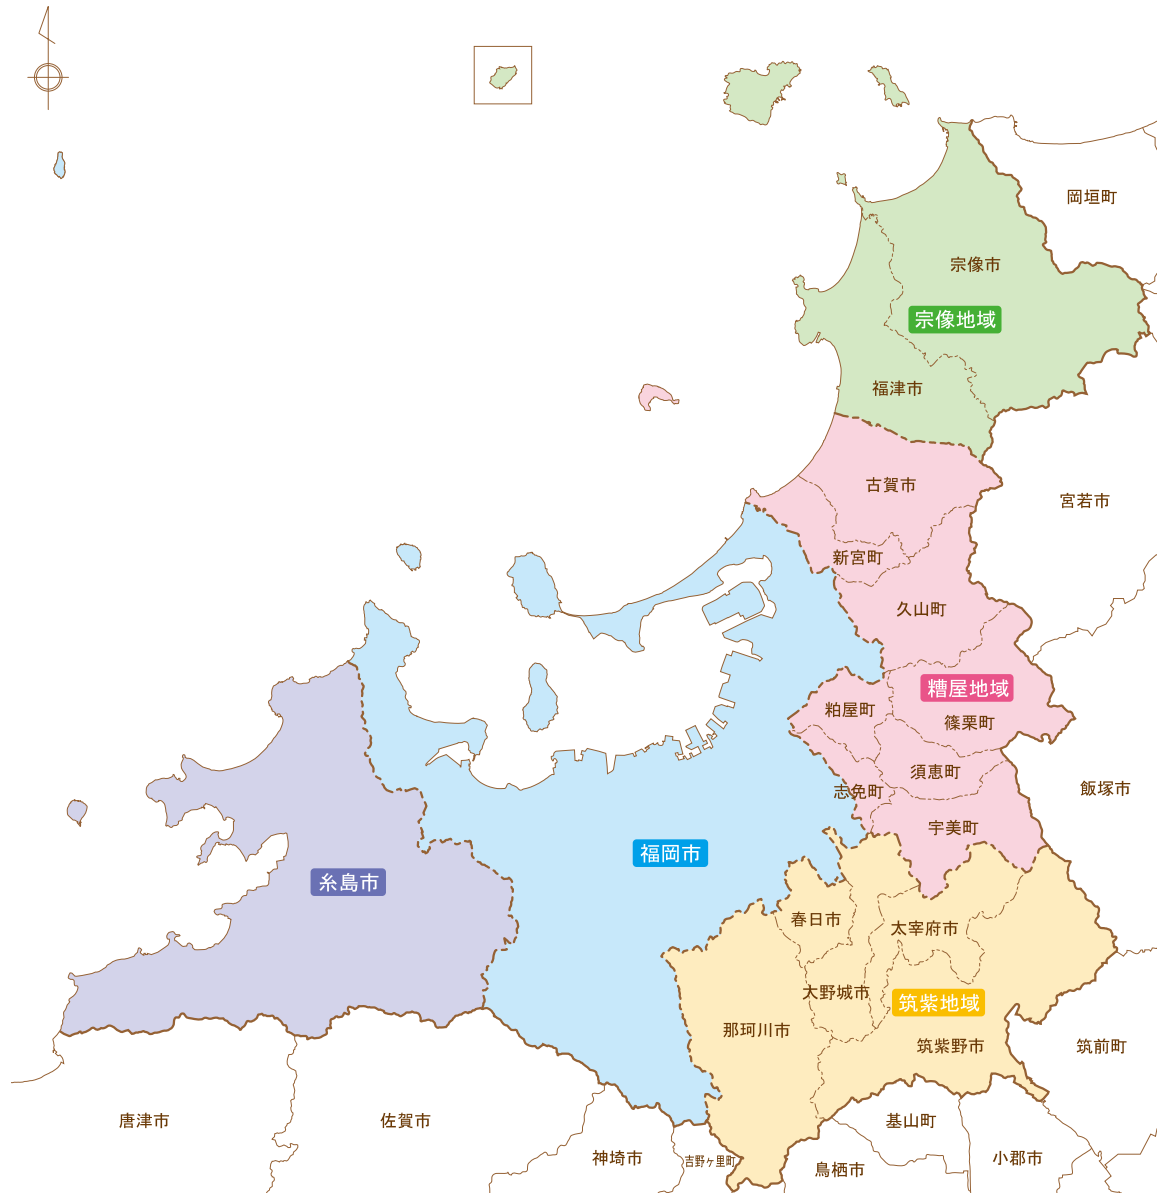 岡垣町
宗像市
宗像地域
福津市
古賀市
宮若市
新宮町
久山町
糟屋地域
粕屋町
篠栗町
須恵町
志免町
飯塚市
宇美町
福岡市
糸島市
春日市
太宰府市
大野城市
筑紫地域
那珂川市
筑紫野市
筑前町
唐津市
佐賀市
基山町
神埼市
吉野ヶ里町
鳥栖市
小郡市